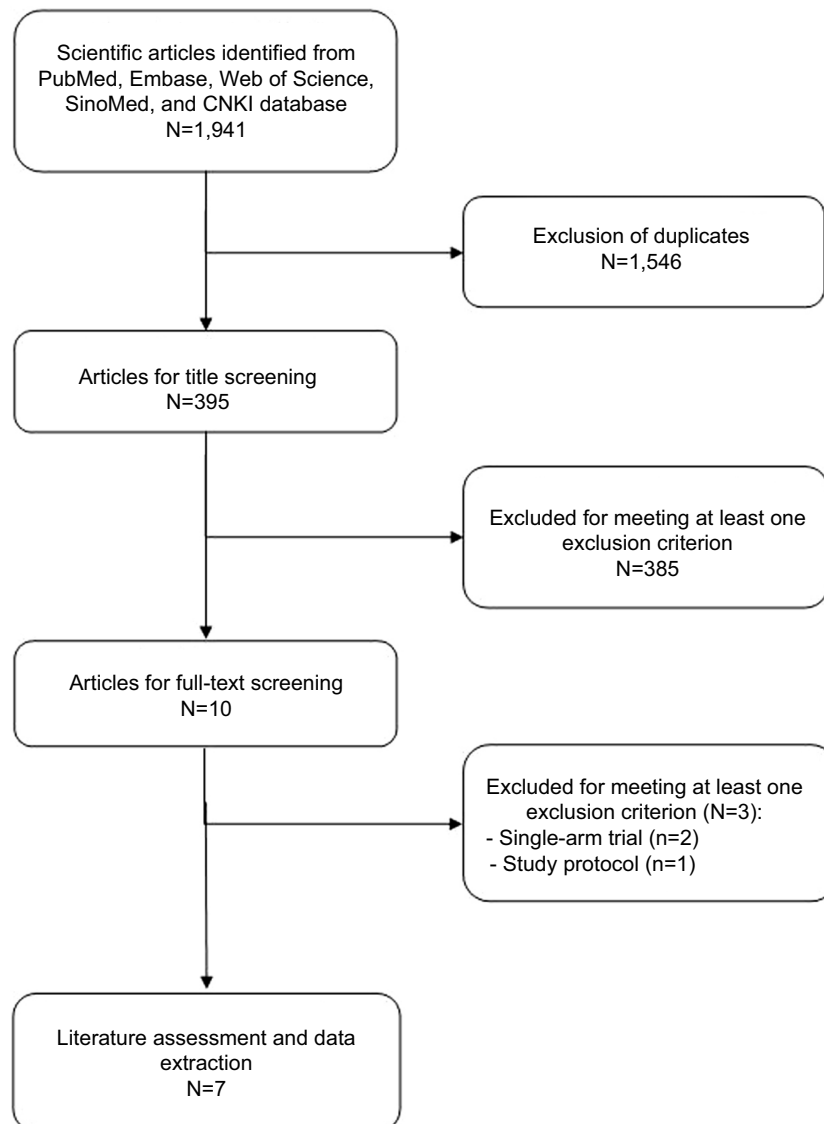 Scientific articles identified from
PubMed, Embase, Web of Science,
SinoMed, and CNKI database
N=1,941
Exclusion of duplicates
N=1,546
Articles for title screening
N=395
Excluded for meeting at least one
exclusion criterion
N=385
Articles for full-text screening
N=10
Excluded for meeting at least one
exclusion criterion (N=3):
- Single-arm trial (n=2)
- Study protocol (n=1)
Literature assessment and data
extraction
N=7